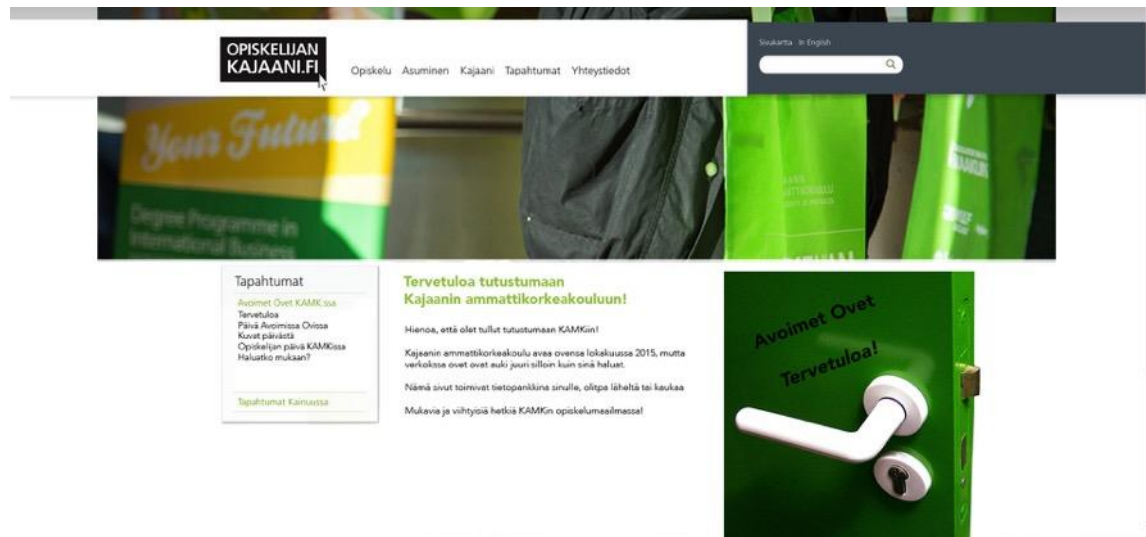 OPISKELIJAN
KAJAANI.FI
Opiskelu Asuminen Kajaani Tapahtumat Yhteystiedot
Sivukartta In English
Your Future?
Degree Programme in
International Business
Tapahtumat
Avoimet Ovet KAMK:ssa
Tervetuloa
Päivä Avoimissa Ovissa
Kuvat päivästä
Opiskelijan päivä KAMKissa
Haluatko mukaan?
Tapahtumat Kainuussa
Tervetuloa tutustumaan
Kajaanin ammattikorkeakouluun!
Hienoa, että olet tullut tutustumaan KAMKiin!
Kajaanin ammattikorkeakoulu avaa ovensa lokakuussa 2015, mutta
verkokssa ovet ovat auki juuri silloin kuin sinä haluat.
Nämä sivut toimivat tietopankkina sinulle, olitpa läheltä tai kaukaa
Mukavia ja viihtyisiä hetkiä KAMKin opiskelumaailmassa!
Avoimet Ovet
Tervetuloa!